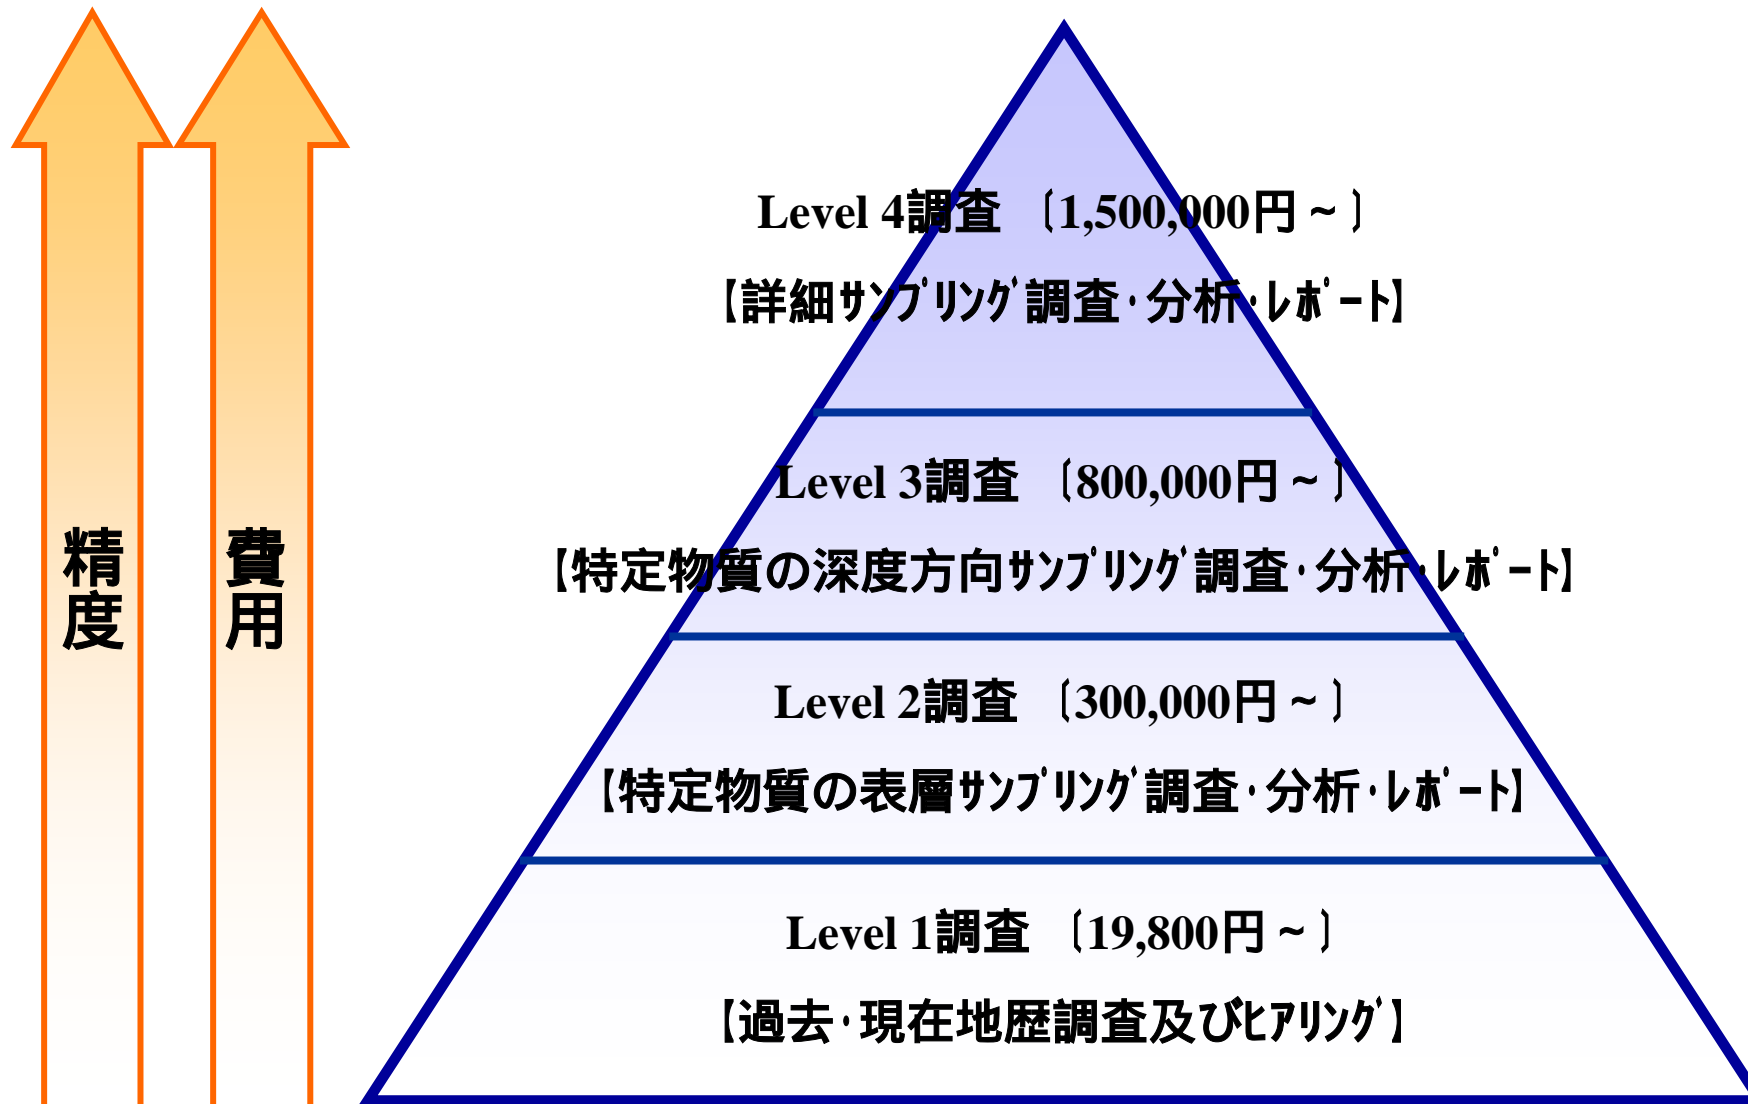 精度
費用
Level 4調査 〔1,500,000円～〕
【詳細ｻﾝﾌﾟﾘﾝｸﾞ調査･分析･ﾚﾎﾟｰﾄ】
Level 3調査 〔800,000円～〕
【特定物質の深度方向ｻﾝﾌﾟﾘﾝｸﾞ調査･分析･ﾚﾎﾟｰﾄ】
Level 2調査 〔300,000円～〕
【特定物質の表層ｻﾝﾌﾟﾘﾝｸﾞ調査･分析･ﾚﾎﾟｰﾄ】
Level 1調査 〔19,800円～〕
【過去･現在地歴調査及びﾋｱﾘﾝｸﾞ】